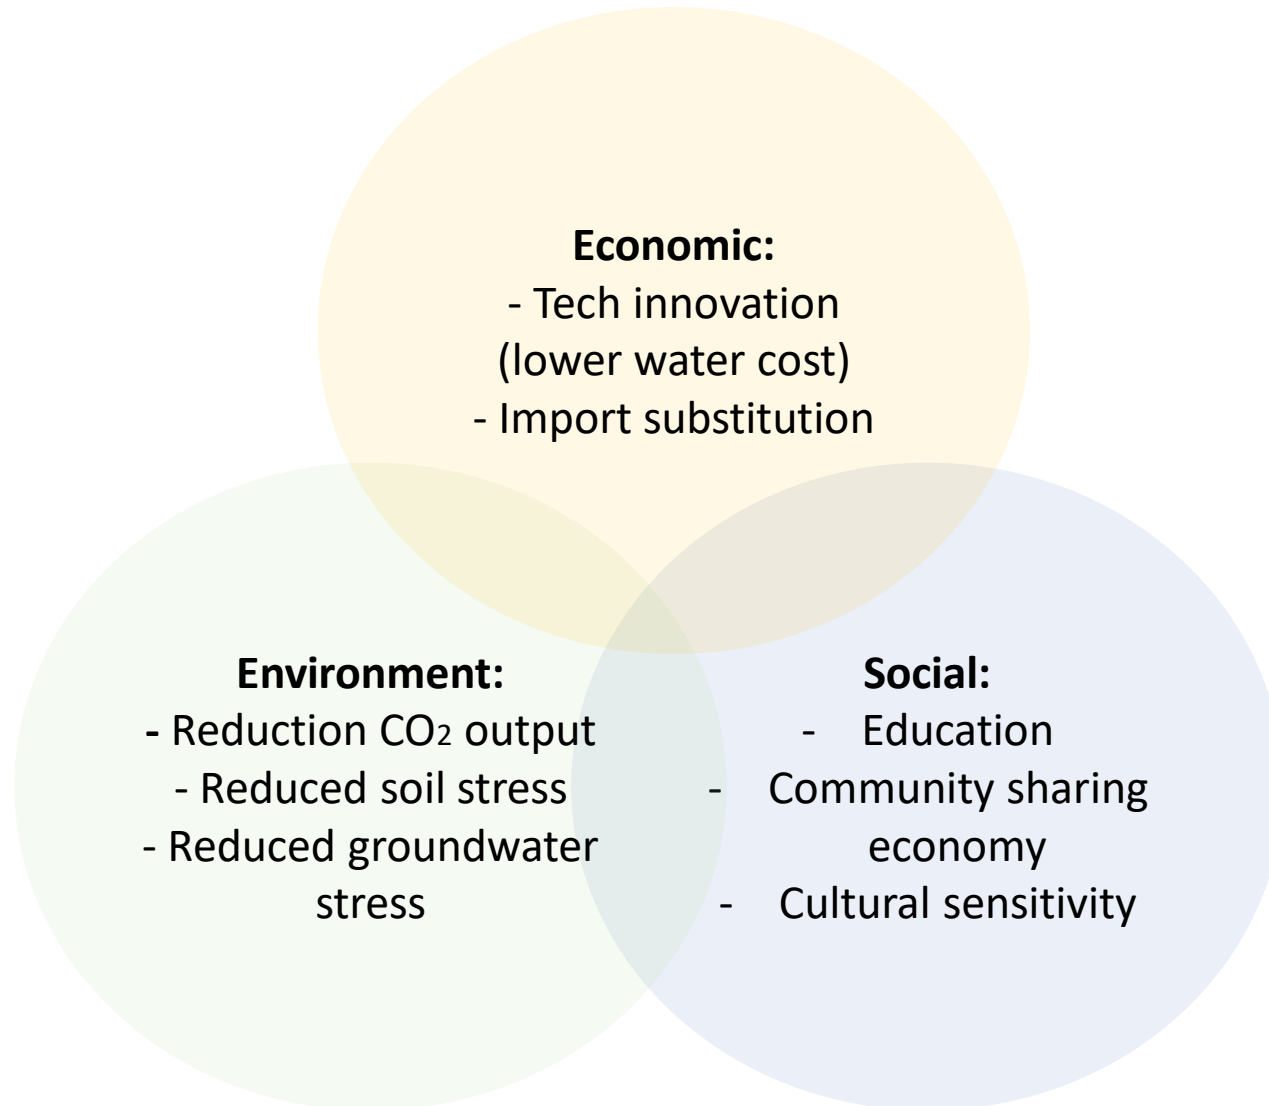 Economic:
- Tech innovation
(lower water cost)
- Import substitution
Environment:
- Reduction CO₂ output
- Reduced soil stress
- Reduced groundwater
stress
Social:
- Education
- Community sharing
economy
- Cultural sensitivity